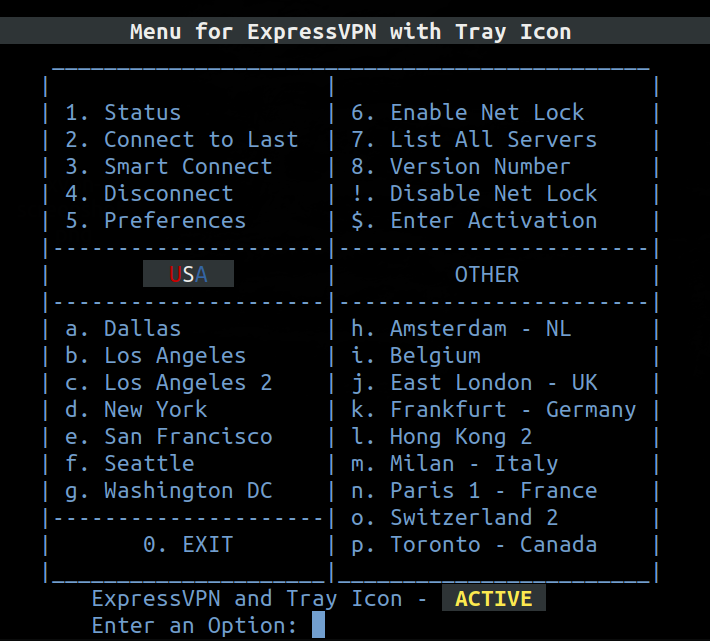 Menu for ExpressVPN with Tray Icon
1. Status
2. Connect to Last
3. Smart Connect
4. Disconnect
5. Preferences
6. Enable Net Lock
7. List All Servers
8. Version Number
!. Disable Net Lock
$. Enter Activation
USA
a. Dallas
b. Los Angeles
c. Los Angeles 2
d. New York
e. San Francisco
f. Seattle
g. Washington DC
0. EXIT
OTHER
h. Amsterdam - NL
i. Belgium
j. East London - UK
k. Frankfurt - Germany
l. Hong Kong 2
m. Milan - Italy
n. Paris 1 - France
o. Switzerland 2
p. Toronto - Canada
ExpressVPN and Tray Icon - ACTIVE
Enter an Option: